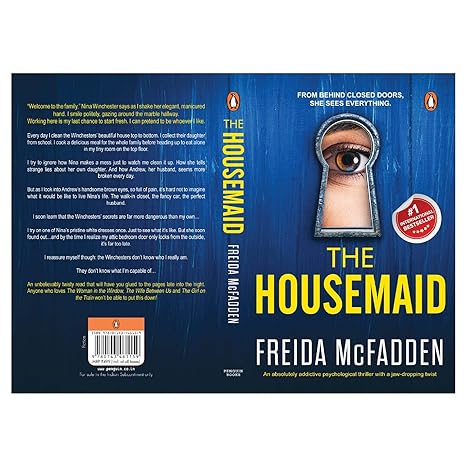 "Welcome to the family," Nina Winchester says as I shake her elegant, manicured
hand. I smile politely, gazing around the marble hallway.
Working here is my last chance to start fresh. I can pretend to be whoever I like.
Every day I clean the Winchesters' beautiful house top to bottom. I collect their daughter
from school. I cook a delicious meal for the whole family before heading up to eat alone
in my tiny room on the top floor.
I try to ignore how Nina makes a mess just to watch me clean it up. How she tells
strange lies about her own daughter. And how Andrew, her husband, seems more
broken every day.
But as I look into Andrew's handsome brown eyes, so full of pain, it's hard not to imagine
what it would be like to live Nina's life. The walk-in closet, the fancy car, the perfect
husband.
I soon learn that the Winchesters' secrets are far more dangerous than my own...
I try on one of Nina's pristine white dresses once. Just to see what it's like. But she soon
found out...and by the time I realize my attic bedroom door only locks from the outside,
it's far too late.
I reassure myself though: the Winchesters don't know who I really am.
They don't know what I'm capable of...
An unbelievably twisty read that will have you glued to the pages late into the night.
Anyone who loves The Woman in the Window, The Wife Between Us and The Girl on
the Train won't be able to put this down!
Fiction
www.penguin.co.in
For sale in the Indian Subcontinent only
THE HOUSEMAID
FREIDA McFADDEN
PENGUIN
BOOKS
FROM BEHIND CLOSED DOORS,
SHE SEES EVERYTHING.
#1
INTERNATIONAL
BESTSELLER
THE
HOUSEMAID
FREIDA McFADDEN
An absolutely addictive psychological thriller with a jaw-dropping twist